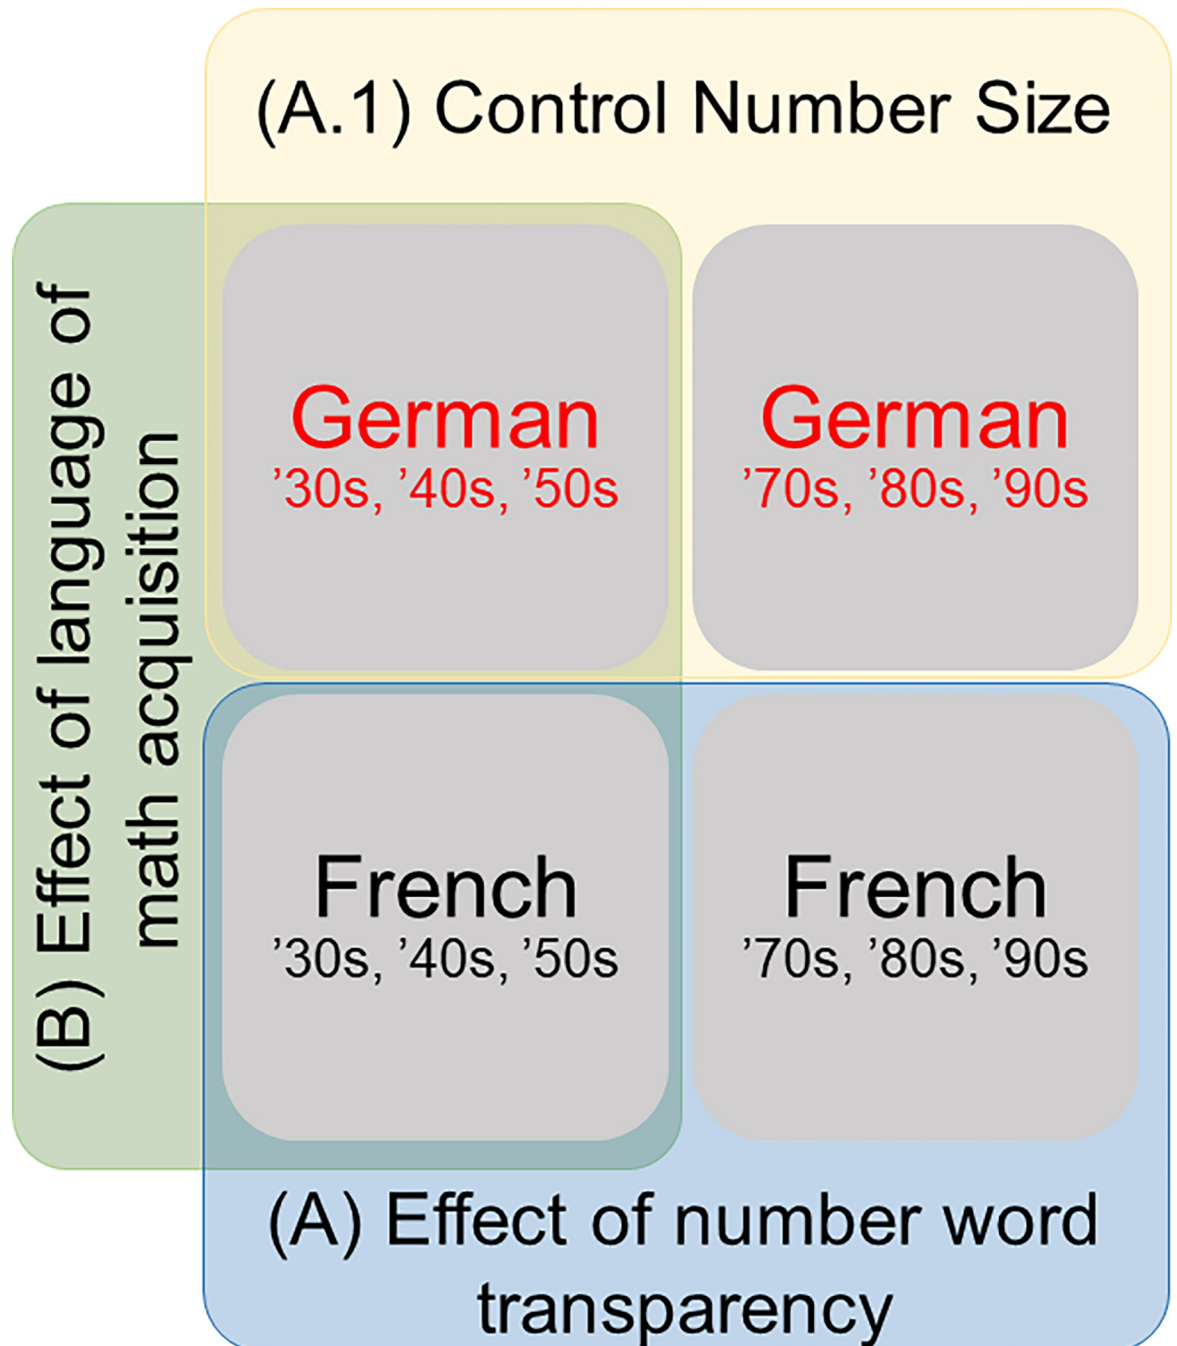 (A.1) Control Number Size
(B) Effect of language of
math acquisition
German
’30s, ’40s, ’50s
German
’70s, ’80s, ’90s
French
’30s, ’40s, ’50s
French
’70s, ’80s, ’90s
(A) Effect of number word
transparency